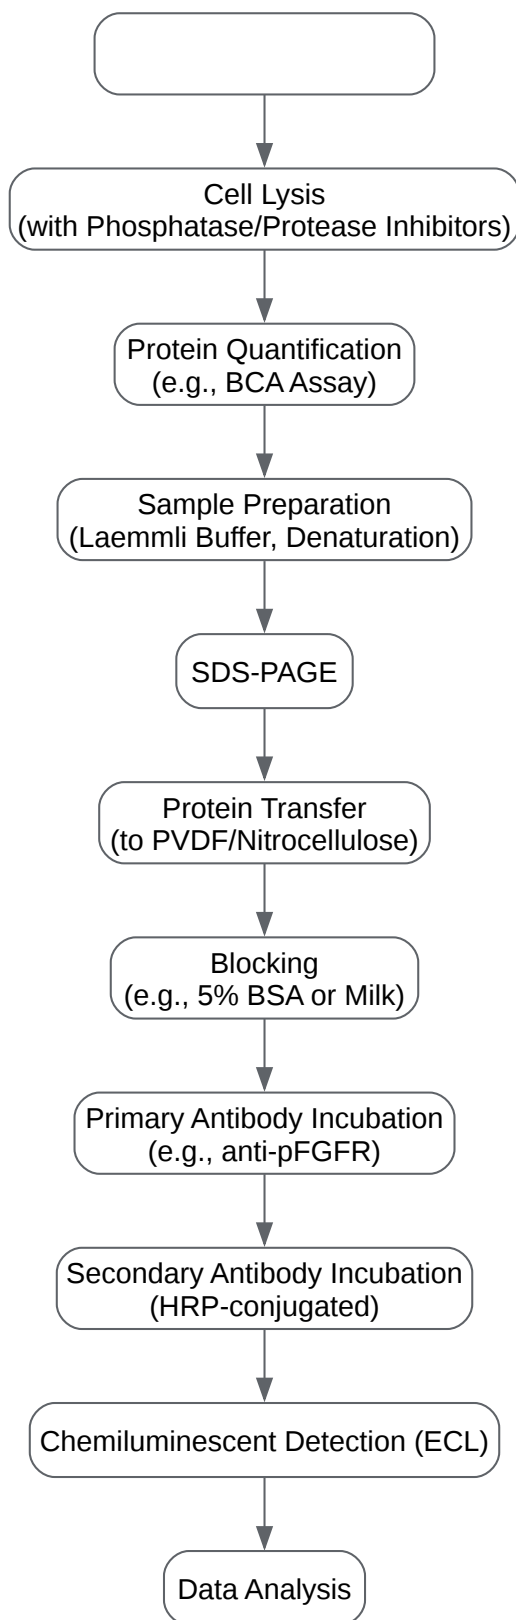 Cell Lysis
(with Phosphatase/Protease Inhibitors)
Protein Quantification
(e.g., BCA Assay)
Sample Preparation
(Laemmli Buffer, Denaturation)
SDS-PAGE
Protein Transfer
(to PVDF/Nitrocellulose)
Blocking
(e.g., 5% BSA or Milk)
Primary Antibody Incubation
(e.g., anti-pFGFR)
Secondary Antibody Incubation
(HRP-conjugated)
Chemiluminescent Detection (ECL)
Data Analysis